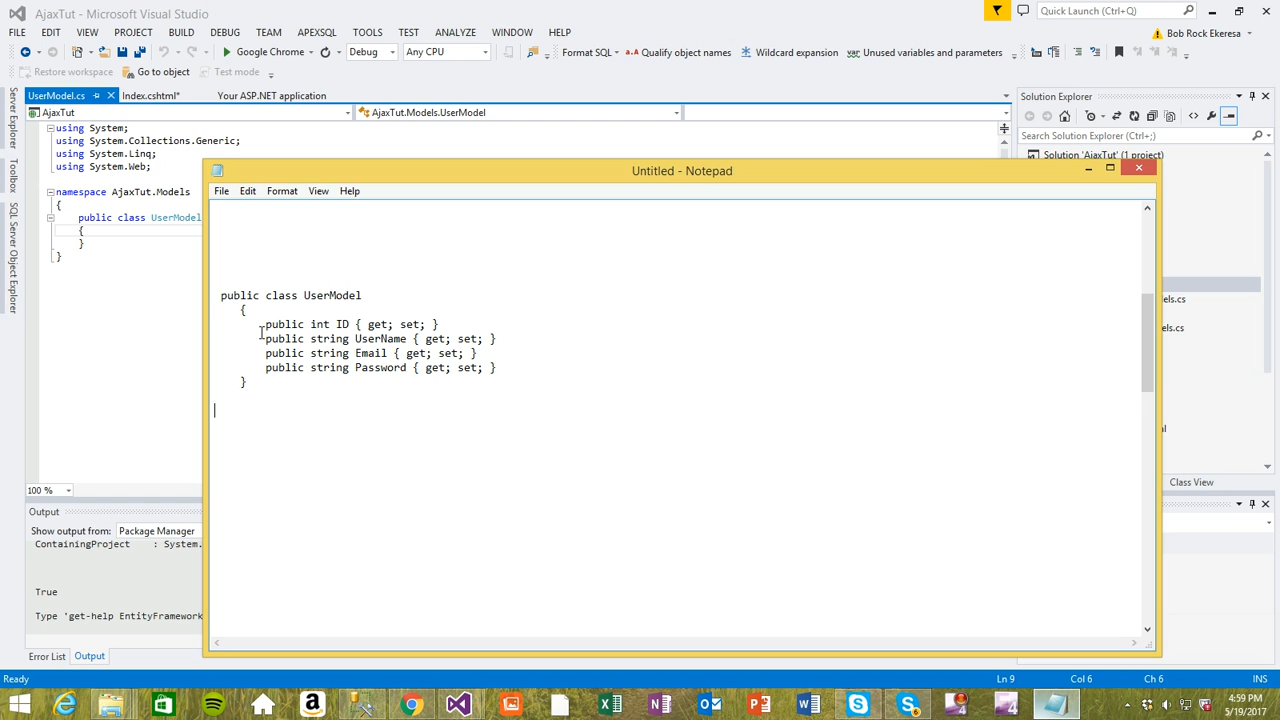 AjaxTut - Microsoft Visual Studio
Quick Launch (Ctrl+Q)
FILE EDIT VIEW PROJECT BUILD DEBUG TEAM APEXSQL TOOLS TEST ANALYZE WINDOW HELP
Bob Rock Ekeresa
Google Chrome Debug Any CPU Format SQL Qualify object names Wildcard expansion Unused variables and parameters
Restore workspace Go to object Test mode
UserModel.cs Index.cshtml* Your ASP.NET application
AjaxTut AjaxTut.Models.UserModel
using System;
using System.Collections.Generic;
using System.Linq;
using System.Web;
namespace AjaxTut.Models
{
public class UserModel
{
}
}
Server Explorer
Toolbox
SQL Server Object Explorer
100 %
Output
Show output from: Package Manager
ContainingProject : System.
True
Type 'get-help EntityFramework
Error List Output
Untitled - Notepad
File Edit Format View Help
public class UserModel
{
public int ID { get; set; }
public string UserName { get; set; }
public string Email { get; set; }
public string Password { get; set; }
}
Solution Explorer
Search Solution Explorer (Ctrl+;)
Solution 'AjaxTut' (1 project)
els.cs
s.cs
ml
Class View
Ready Ln 9 Col 6 Ch 6 INS
4:59 PM
5/19/2017